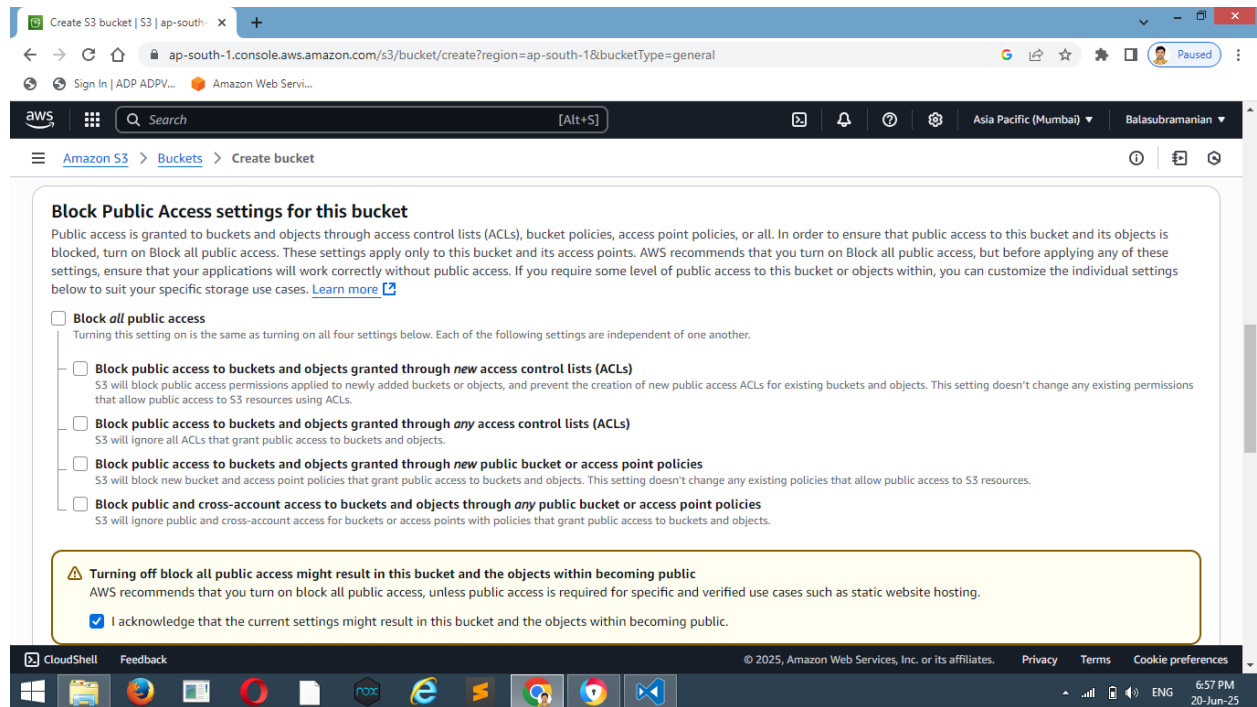 Create S3 bucket | S3 | ap-south-
ap-south-1.console.aws.amazon.com/s3/bucket/create?region=ap-south-1&bucketType=general
Paused
Sign In | ADP ADPV...
Amazon Web Servi...
aws
Search
[Alt+S]
Asia Pacific (Mumbai)
Balasubramanian
Amazon S3 > Buckets > Create bucket
Block Public Access settings for this bucket
Public access is granted to buckets and objects through access control lists (ACLs), bucket policies, access point policies, or all. In order to ensure that public access to this bucket and its objects is
blocked, turn on Block all public access. These settings apply only to this bucket and its access points. AWS recommends that you turn on Block all public access, but before applying any of these
settings, ensure that your applications will work correctly without public access. If you require some level of public access to this bucket or objects within, you can customize the individual settings
below to suit your specific storage use cases. Learn more
Block all public access
Turning this setting on is the same as turning on all four settings below. Each of the following settings are independent of one another.
Block public access to buckets and objects granted through new access control lists (ACLs)
S3 will block public access permissions applied to newly added buckets or objects, and prevent the creation of new public access ACLs for existing buckets and objects. This setting doesn't change any existing permissions
that allow public access to S3 resources using ACLs.
Block public access to buckets and objects granted through any access control lists (ACLs)
S3 will ignore all ACLs that grant public access to buckets and objects.
Block public access to buckets and objects granted through new public bucket or access point policies
S3 will block new bucket and access point policies that grant public access to buckets and objects. This setting doesn't change any existing policies that allow public access to S3 resources.
Block public and cross-account access to buckets and objects through any public bucket or access point policies
S3 will ignore public and cross-account access for buckets or access points with policies that grant public access to buckets and objects.
Turning off block all public access might result in this bucket and the objects within becoming public
AWS recommends that you turn on block all public access, unless public access is required for specific and verified use cases such as static website hosting.
I acknowledge that the current settings might result in this bucket and the objects within becoming public.
CloudShell
Feedback
© 2025, Amazon Web Services, Inc. or its affiliates.
Privacy
Terms
Cookie preferences
nox
ENG
6:57 PM
20-Jun-25